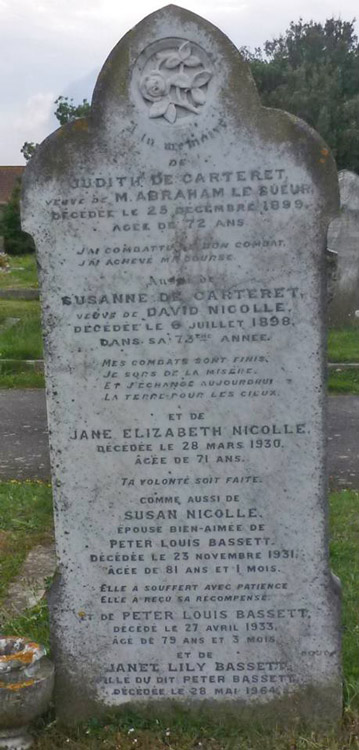 DE
JUDITH DE CARTERET,
VEUVE DE M. ABRAHAM LE SUEUR,
DÉCÉDÉE LE 25 DÉCEMBRE 1899,
AGÉE DE 72 ANS.
J'AI COMBATTU LE BON COMBAT,
J'AI ACHEVÉ MA COURSE.
AUSSI DE
SUSANNE DE CARTERET,
VEUVE DE DAVID NICOLLE,
DÉCÉDÉE LE 6 JUILLET 1898,
DANS SA 73ME ANNÉE.
MES COMBATS SONT FINIS,
JE SORS DE LA MISÈRE,
ET J'ÉCHANGE AUJOURD'HUI
LA TERRE POUR LES CIEUX.
ET DE
JANE ELIZABETH NICOLLE,
DÉCÉDÉE LE 28 MARS 1930,
ÂGÉE DE 71 ANS.
TA VOLONTÉ SOIT FAITE.
COMME AUSSI DE
SUSAN NICOLLE,
ÉPOUSE BIEN-AIMÉE DE
PETER LOUIS BASSETT,
DÉCÉDÉE LE 23 NOVEMBRE 1931,
ÂGÉE DE 81 ANS ET 1 MOIS.
ELLE A SOUFFERT AVEC PATIENCE
ELLE A REÇU SA RÉCOMPENSE.
ET DE PETER LOUIS BASSETT,
DÉCÉDÉ LE 27 AVRIL 1933,
ÂGÉ DE 79 ANS ET 3 MOIS.
ET DE
JANET LILY BASSETT,
FILLE DU DIT PETER BASSETT,
DÉCÉDÉE LE 28 MAI 1964.